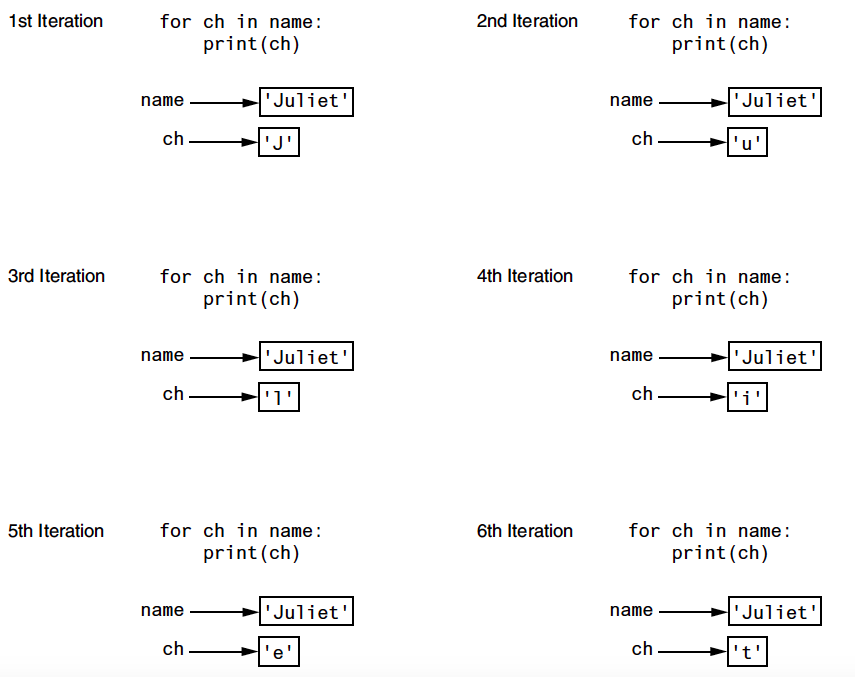 1st Iteration
for ch in name:
    print(ch)
name
'Juliet'
ch
'J'
2nd Iteration
for ch in name:
    print(ch)
name
'Juliet'
ch
'u'
3rd Iteration
for ch in name:
    print(ch)
name
'Juliet'
ch
'l'
4th Iteration
for ch in name:
    print(ch)
name
'Juliet'
ch
'i'
5th Iteration
for ch in name:
    print(ch)
name
'Juliet'
ch
'e'
6th Iteration
for ch in name:
    print(ch)
name
'Juliet'
ch
't'